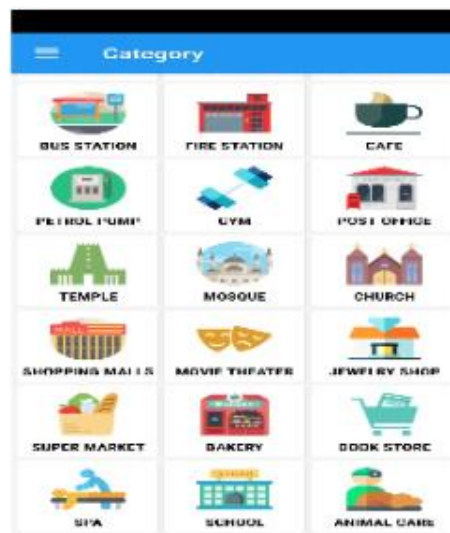 Category
BUS STATION FIRE STATION CAFE
PETROL PUMP GYM POST OFFICE
TEMPLE MOSQUE CHURCH
MALL
SHOPPING MALLS MOVIE THEATER JEWELRY SHOP
SUPER MARKET BAKERY BOOK STORE
SPA SCHOOL ANIMAL CARE